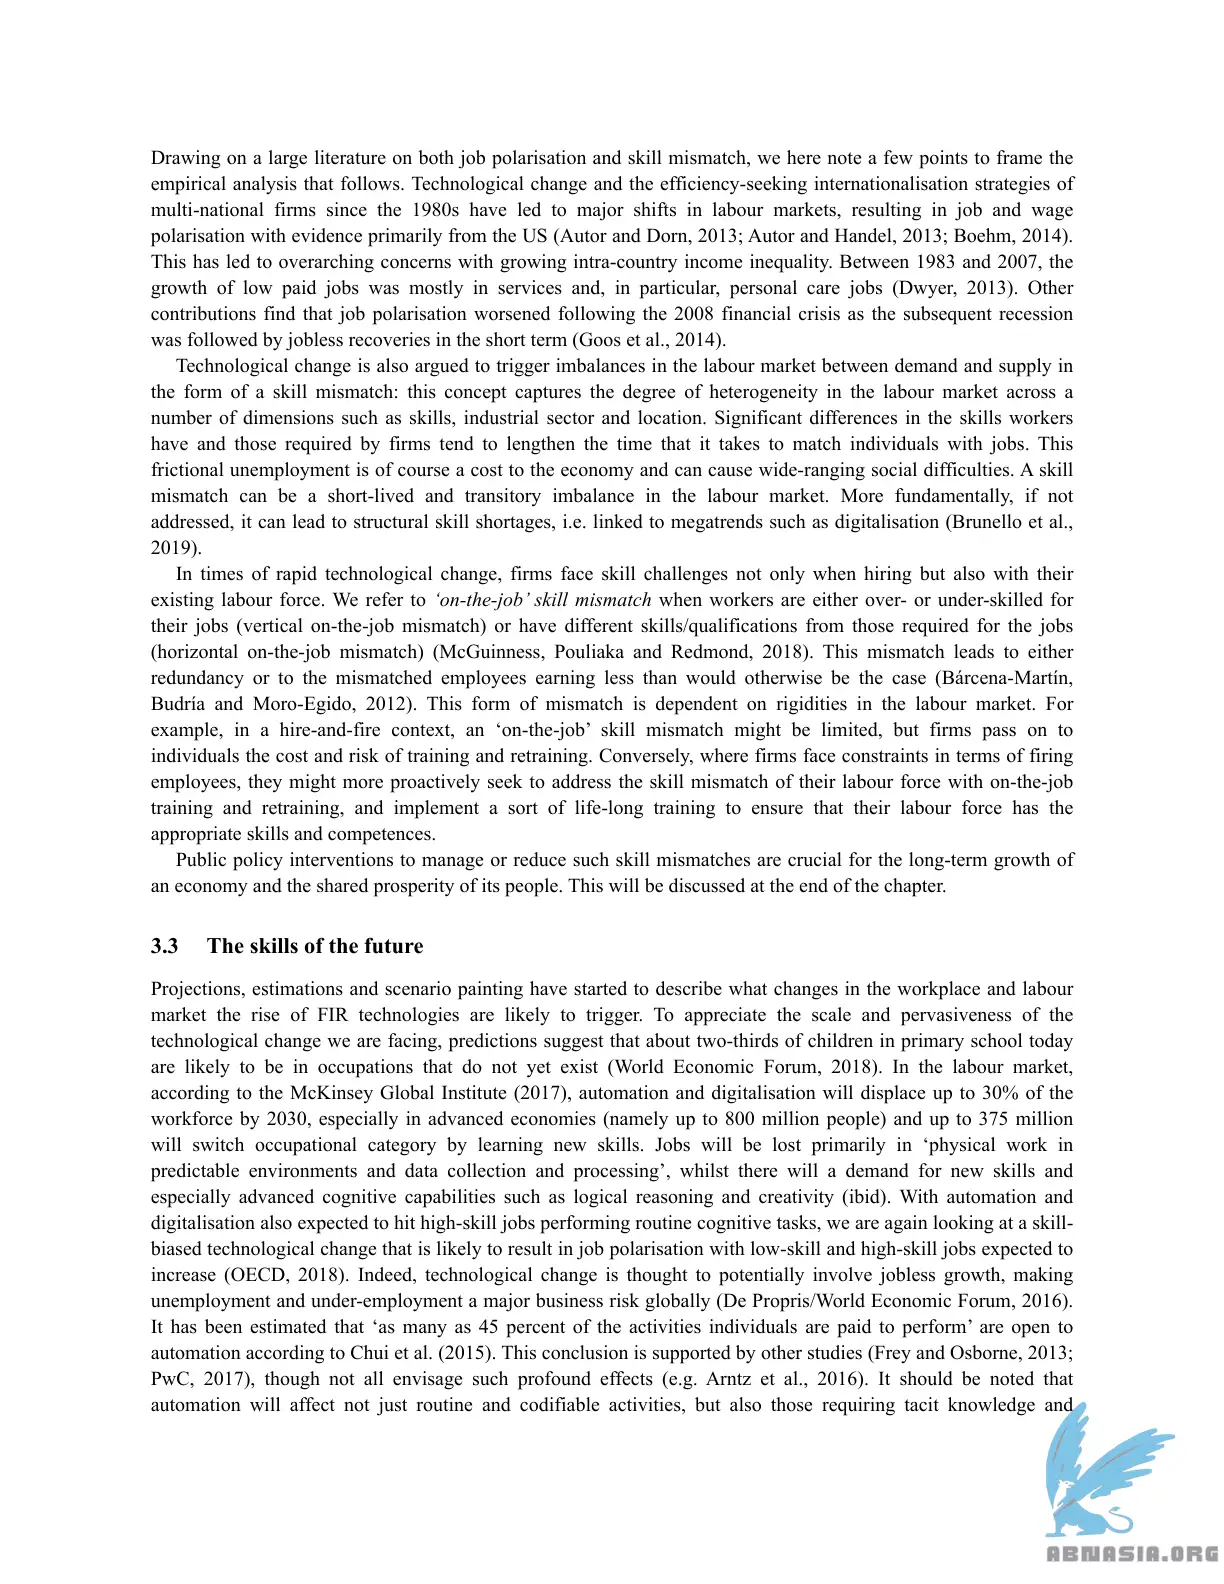 Drawing on a large literature on both job polarisation and skill mismatch, we here note a few points to frame the
empirical analysis that follows. Technological change and the efficiency-seeking internationalisation strategies of
multi-national firms since the 1980s have led to major shifts in labour markets, resulting in job and wage
polarisation with evidence primarily from the US (Autor and Dorn, 2013; Autor and Handel, 2013; Boehm, 2014).
This has led to overarching concerns with growing intra-country income inequality. Between 1983 and 2007, the
growth of low paid jobs was mostly in services and, in particular, personal care jobs (Dwyer, 2013). Other
contributions find that job polarisation worsened following the 2008 financial crisis as the subsequent recession
was followed by jobless recoveries in the short term (Goos et al., 2014).
Technological change is also argued to trigger imbalances in the labour market between demand and supply in
the form of a skill mismatch: this concept captures the degree of heterogeneity in the labour market across a
number of dimensions such as skills, industrial sector and location. Significant differences in the skills workers
have and those required by firms tend to lengthen the time that it takes to match individuals with jobs. This
frictional unemployment is of course a cost to the economy and can cause wide-ranging social difficulties. A skill
mismatch can be a short-lived and transitory imbalance in the labour market. More fundamentally, if not
addressed, it can lead to structural skill shortages, i.e. linked to megatrends such as digitalisation (Brunello et al.,
2019).
In times of rapid technological change, firms face skill challenges not only when hiring but also with their
existing labour force. We refer to ‘on-the-job’ skill mismatch when workers are either over- or under-skilled for
their jobs (vertical on-the-job mismatch) or have different skills/qualifications from those required for the jobs
(horizontal on-the-job mismatch) (McGuinness, Pouliaka and Redmond, 2018). This mismatch leads to either
redundancy or to the mismatched employees earning less than would otherwise be the case (Bárcena-Martín,
Budría and Moro-Egido, 2012). This form of mismatch is dependent on rigidities in the labour market. For
example, in a hire-and-fire context, an ‘on-the-job’ skill mismatch might be limited, but firms pass on to
individuals the cost and risk of training and retraining. Conversely, where firms face constraints in terms of firing
employees, they might more proactively seek to address the skill mismatch of their labour force with on-the-job
training and retraining, and implement a sort of life-long training to ensure that their labour force has the
appropriate skills and competences.
Public policy interventions to manage or reduce such skill mismatches are crucial for the long-term growth of
an economy and the shared prosperity of its people. This will be discussed at the end of the chapter.
3.3 The skills of the future
Projections, estimations and scenario painting have started to describe what changes in the workplace and labour
market the rise of FIR technologies are likely to trigger. To appreciate the scale and pervasiveness of the
technological change we are facing, predictions suggest that about two-thirds of children in primary school today
are likely to be in occupations that do not yet exist (World Economic Forum, 2018). In the labour market,
according to the McKinsey Global Institute (2017), automation and digitalisation will displace up to 30% of the
workforce by 2030, especially in advanced economies (namely up to 800 million people) and up to 375 million
will switch occupational category by learning new skills. Jobs will be lost primarily in ‘physical work in
predictable environments and data collection and processing’, whilst there will a demand for new skills and
especially advanced cognitive capabilities such as logical reasoning and creativity (ibid). With automation and
digitalisation also expected to hit high-skill jobs performing routine cognitive tasks, we are again looking at a skill-
biased technological change that is likely to result in job polarisation with low-skill and high-skill jobs expected to
increase (OECD, 2018). Indeed, technological change is thought to potentially involve jobless growth, making
unemployment and under-employment a major business risk globally (De Propris/World Economic Forum, 2016).
It has been estimated that ‘as many as 45 percent of the activities individuals are paid to perform’ are open to
automation according to Chui et al. (2015). This conclusion is supported by other studies (Frey and Osborne, 2013;
PwC, 2017), though not all envisage such profound effects (e.g. Arntz et al., 2016). It should be noted that
automation will affect not just routine and codifiable activities, but also those requiring tacit knowledge and
ABNASIA.ORG